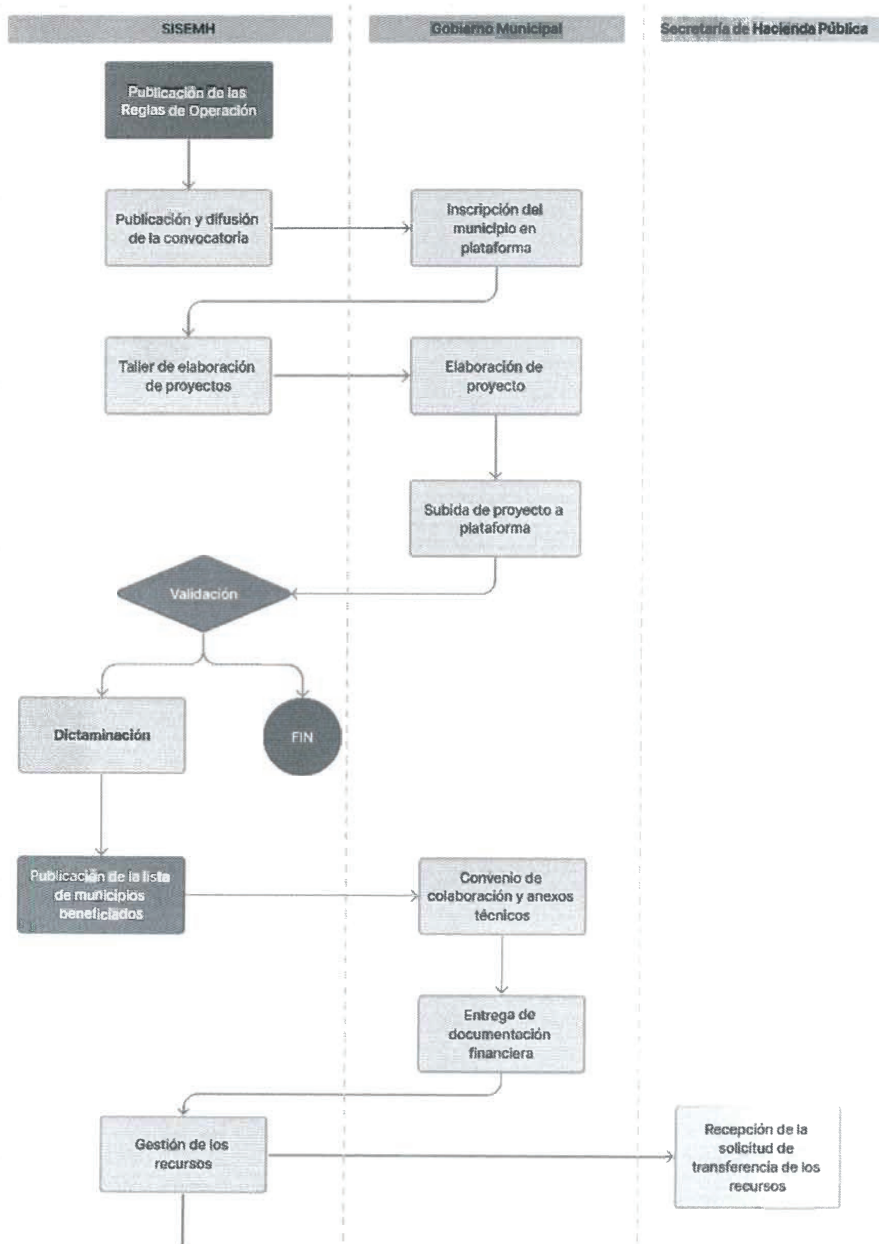 SISEMH
Gobierno Municipal
Secretaría de Hacienda Pública
Publicación de las
Reglas de Operación
Publicación y difusión
de la convocatoria
Inscripción del
municipio en
plataforma
Taller de elaboración
de proyectos
Elaboración de
proyecto
Subida de proyecto a
plataforma
Validación
Dictaminación
FIN
Publicación de la lista
de municipios
beneficiados
Convenio de
colaboración y anexos
técnicos
Entrega de
documentación
financiera
Gestión de los
recursos
Recepción de la
solicitud de
transferencia de los
recursos